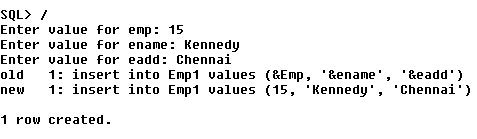 SQL> /
Enter value for emp: 15
Enter value for ename: Kennedy
Enter value for eadd: Chennai
old   1: insert into Emp1 values (&Emp, '&ename', '&eadd')
new   1: insert into Emp1 values (15, 'Kennedy', 'Chennai')
1 row created.